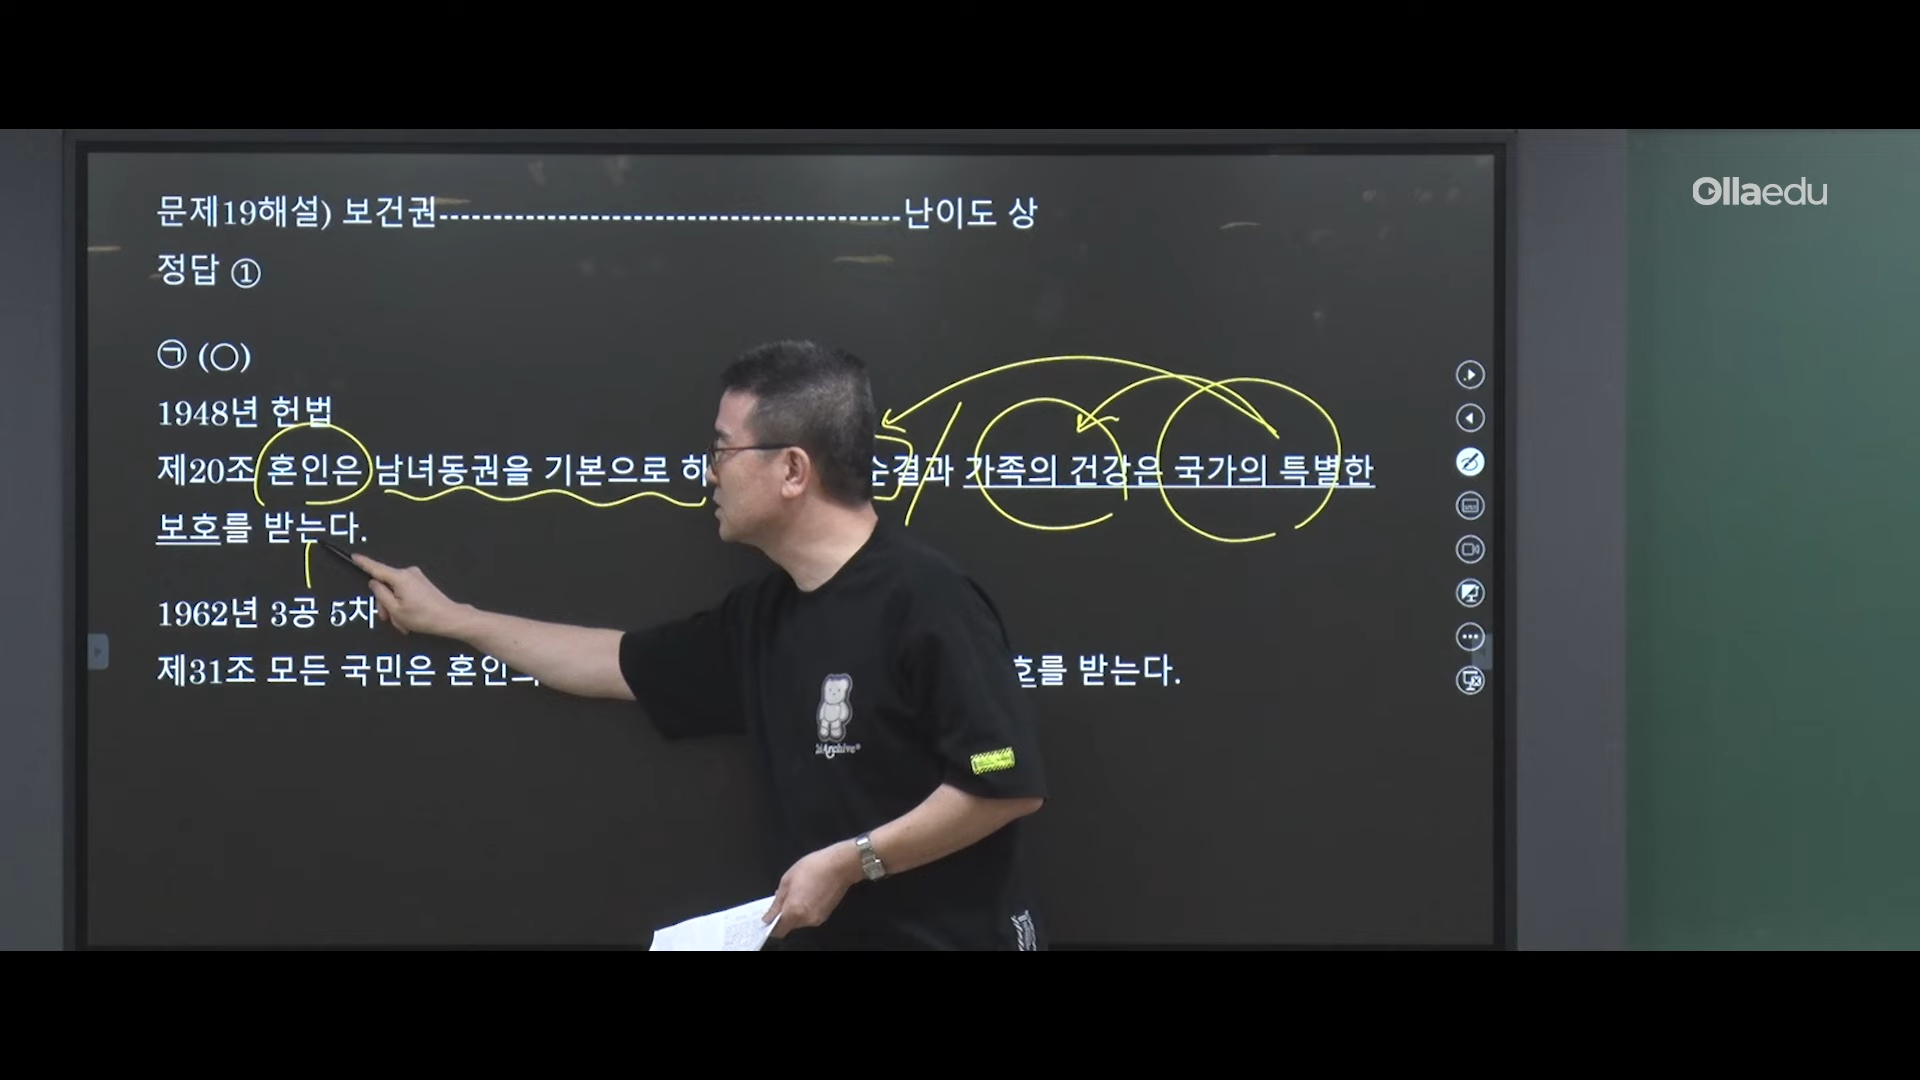 Ollaedu
문제19해설) 보건권------------------------------------------난이도 상
정답 ①
㉠ (○)
1948년 헌법
제20조 혼인은 남녀동권을 기본으로 하 순결과 가족의 건강은 국가의 특별한
보호를 받는다.
1962년 3공 5차
제31조 모든 국민은 혼인의 호를 받는다.